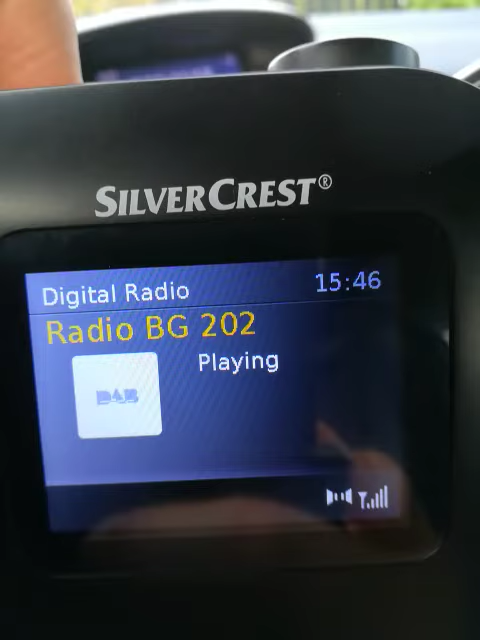 SILVERCREST®
Digital Radio 15:46
Radio BG 202
Playing
DAB